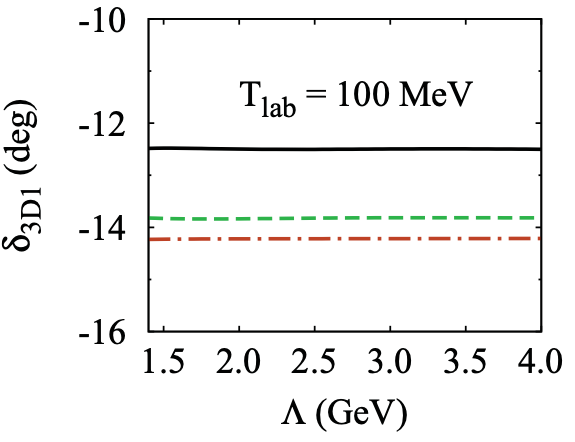 -10
T_lab = 100 MeV
-12
δ_3D1 (deg)
-14
-16
1.5 2.0 2.5 3.0 3.5 4.0
Λ (GeV)